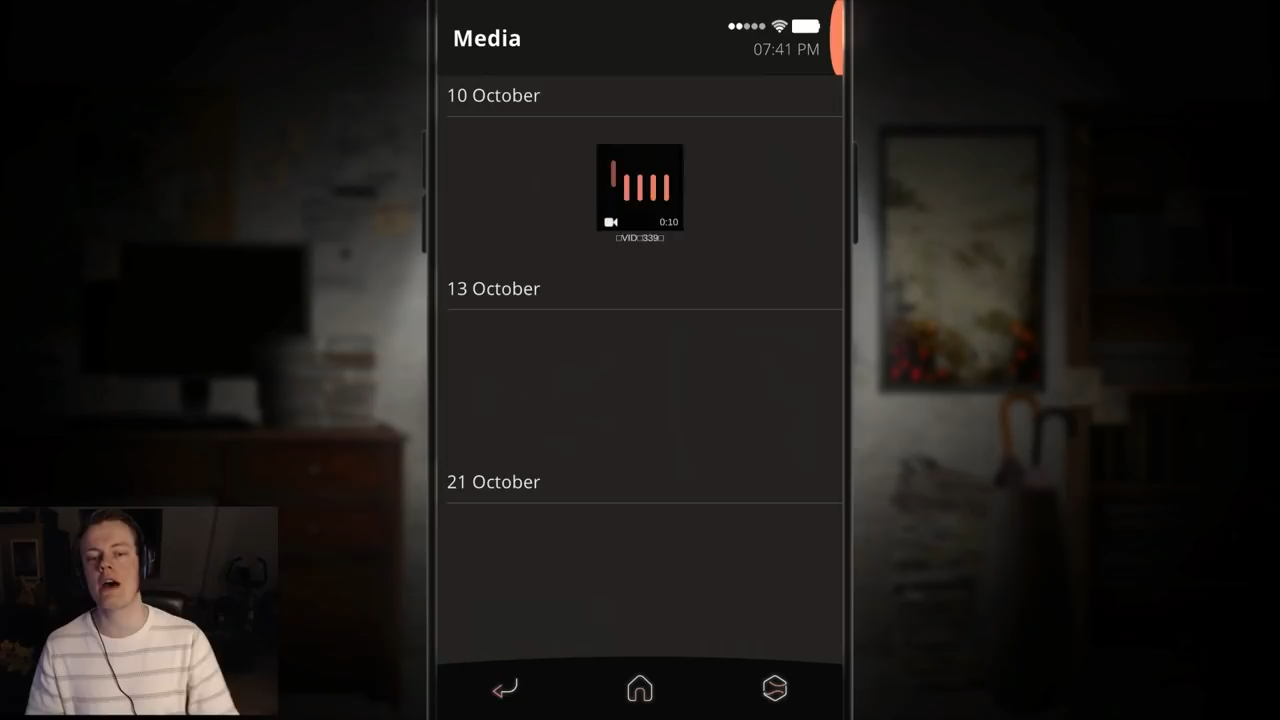 Media
07:41 PM
10 October
0:10
□VID□339□
13 October
21 October